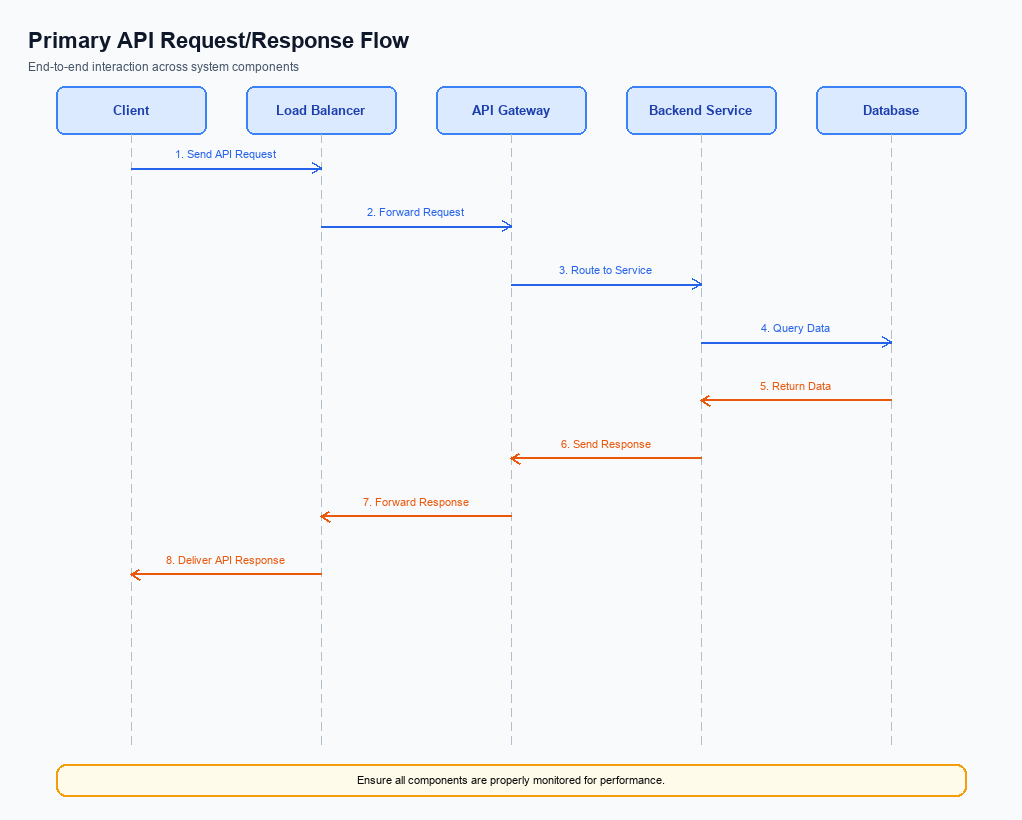 Primary API Request/Response Flow
End-to-end interaction across system components
Client
Load Balancer
API Gateway
Backend Service
Database
1. Send API Request
2. Forward Request
3. Route to Service
4. Query Data
5. Return Data
6. Send Response
7. Forward Response
8. Deliver API Response
Ensure all components are properly monitored for performance.